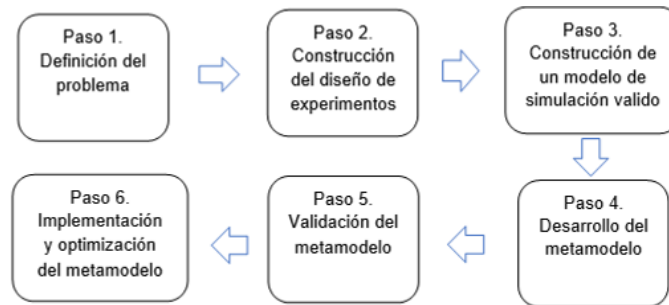 Paso 1.
Definición del
problema
Paso 2.
Construcción
del diseño de
experimentos
Paso 3.
Construcción de
un modelo de
simulación valido
Paso 4.
Desarrollo del
metamodelo
Paso 5.
Validación del
metamodelo
Paso 6.
Implementación
y optimización
del metamodelo